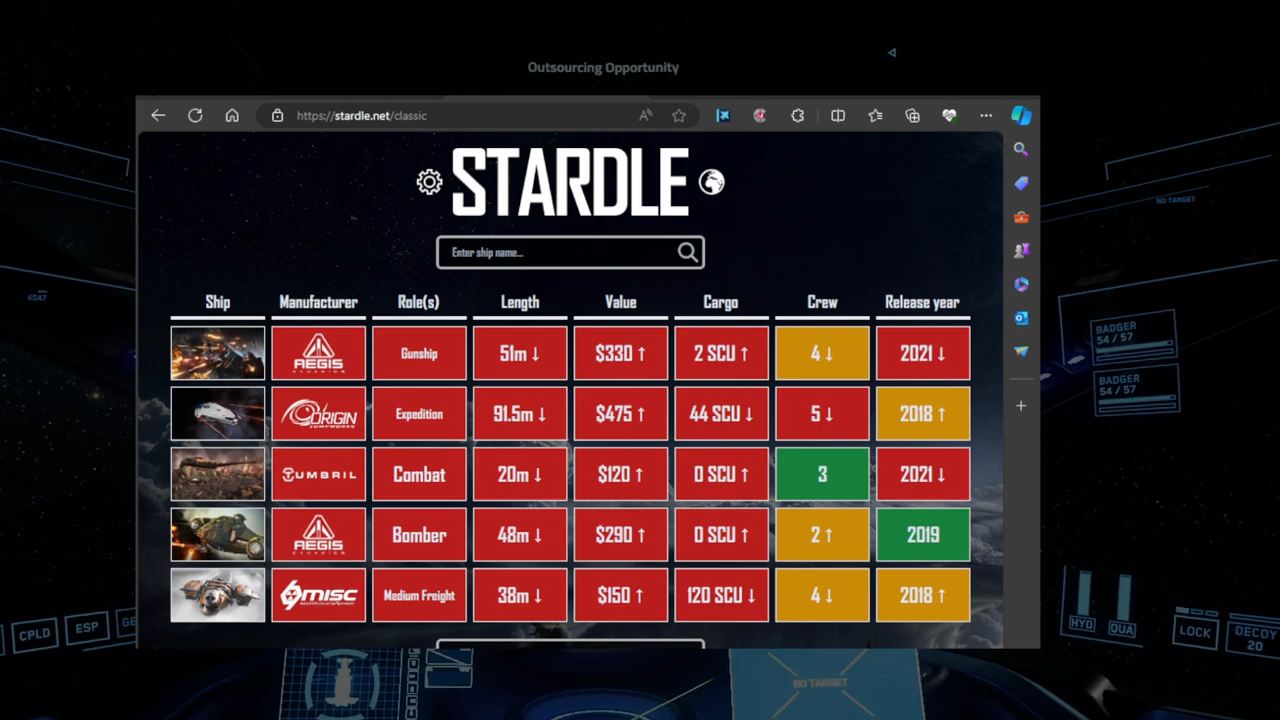 Outsourcing Opportunity
https://stardle.net/classic
STARDLE
Enter ship name...
Ship Manufacturer Role(s) Length Value Cargo Crew Release year
AEGIS Gunship 51m ↓ $330 ↑ 2 SCU ↑ 4 ↓ 2021 ↓
ORIGIN JUMPWORKS Expedition 91.5m ↓ $475 ↑ 44 SCU ↓ 5 ↓ 2018 ↑
TUMBRIL Combat 20m ↓ $120 ↑ 0 SCU ↑ 3 2021 ↓
AEGIS Bomber 48m ↓ $290 ↑ 0 SCU ↑ 2 ↑ 2019
MISC Medium Freight 38m ↓ $150 ↑ 120 SCU ↓ 4 ↓ 2018 ↑
NO TARGET
4047
BADGER
54 / 57
BADGER
54 / 57
CPLD ESP
HYD QUA LOCK DECOY
20
NO TARGET